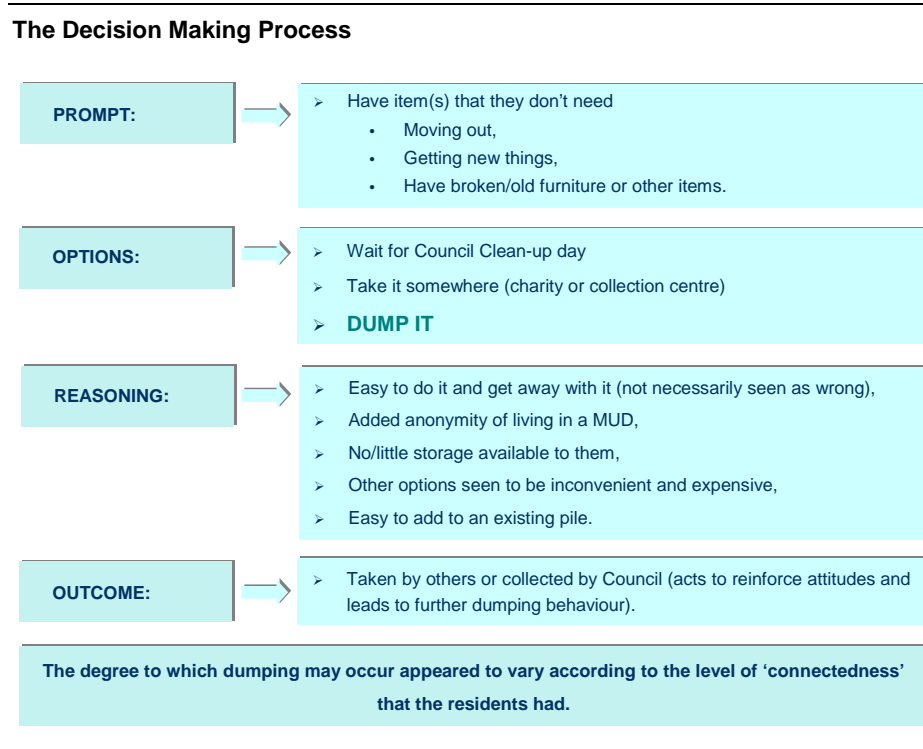 The Decision Making Process
PROMPT:
➢ Have item(s) that they don't need
• Moving out,
• Getting new things,
• Have broken/old furniture or other items.
OPTIONS:
➢ Wait for Council Clean-up day
➢ Take it somewhere (charity or collection centre)
➢ DUMP IT
REASONING:
➢ Easy to do it and get away with it (not necessarily seen as wrong),
➢ Added anonymity of living in a MUD,
➢ No/little storage available to them,
➢ Other options seen to be inconvenient and expensive,
➢ Easy to add to an existing pile.
OUTCOME:
➢ Taken by others or collected by Council (acts to reinforce attitudes and
leads to further dumping behaviour).
The degree to which dumping may occur appeared to vary according to the level of ‘connectedness’
that the residents had.